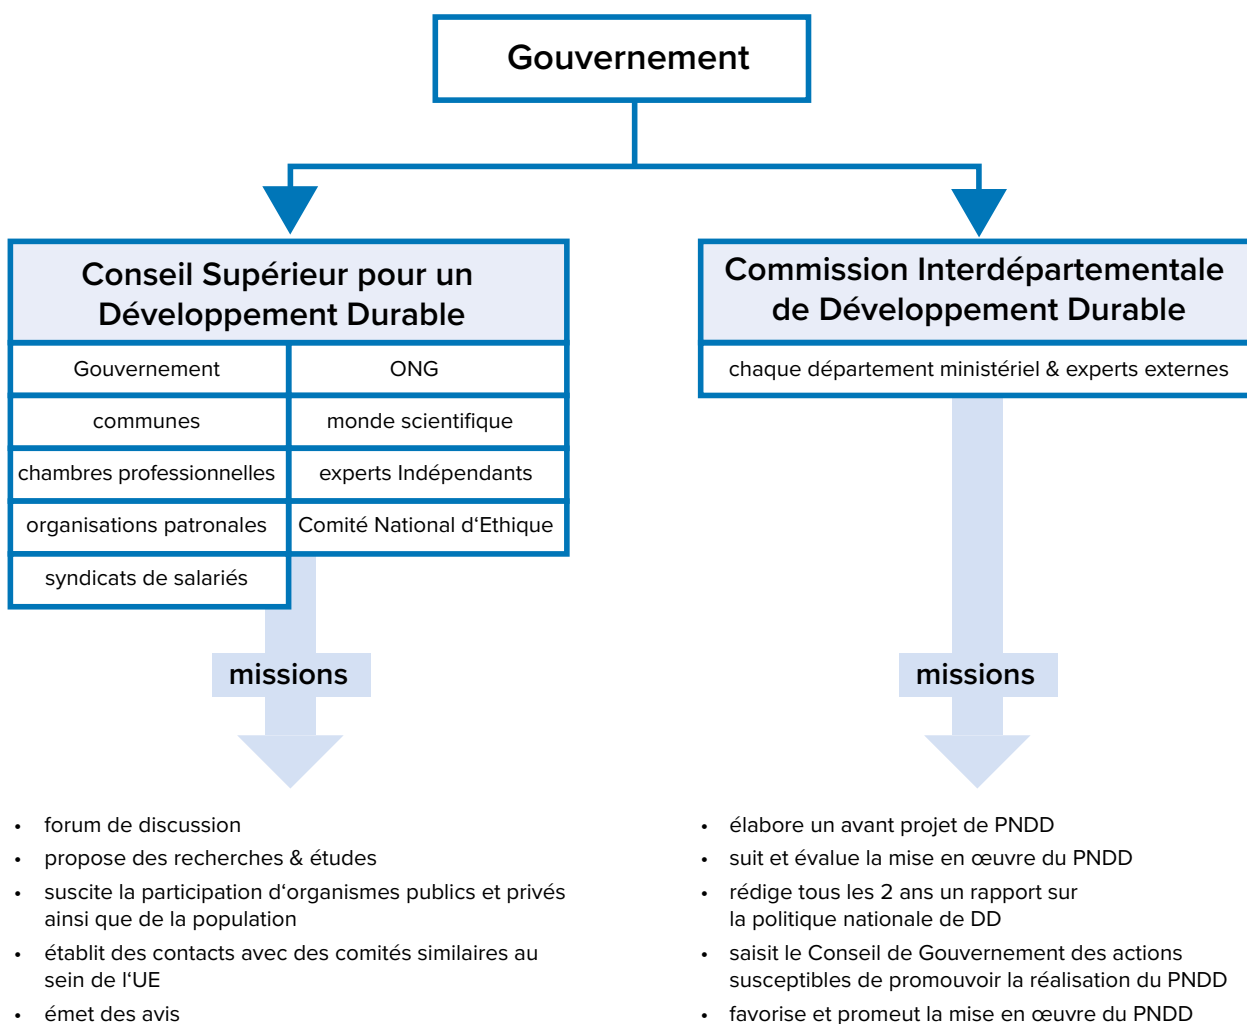 Gouvernement
Conseil Supérieur pour un
Développement Durable
Gouvernement
ONG
communes
monde scientifique
chambres professionnelles
experts Indépendants
organisations patronales
Comité National d‘Ethique
syndicats de salariés
missions
• forum de discussion
• propose des recherches & études
• suscite la participation d‘organismes publics et privés
ainsi que de la population
• établit des contacts avec des comités similaires au
sein de l‘UE
• émet des avis
Commission Interdépartementale
de Développement Durable
chaque département ministériel & experts externes
missions
• élabore un avant projet de PNDD
• suit et évalue la mise en œuvre du PNDD
• rédige tous les 2 ans un rapport sur
la politique nationale de DD
• saisit le Conseil de Gouvernement des actions
susceptibles de promouvoir la réalisation du PNDD
• favorise et promeut la mise en œuvre du PNDD